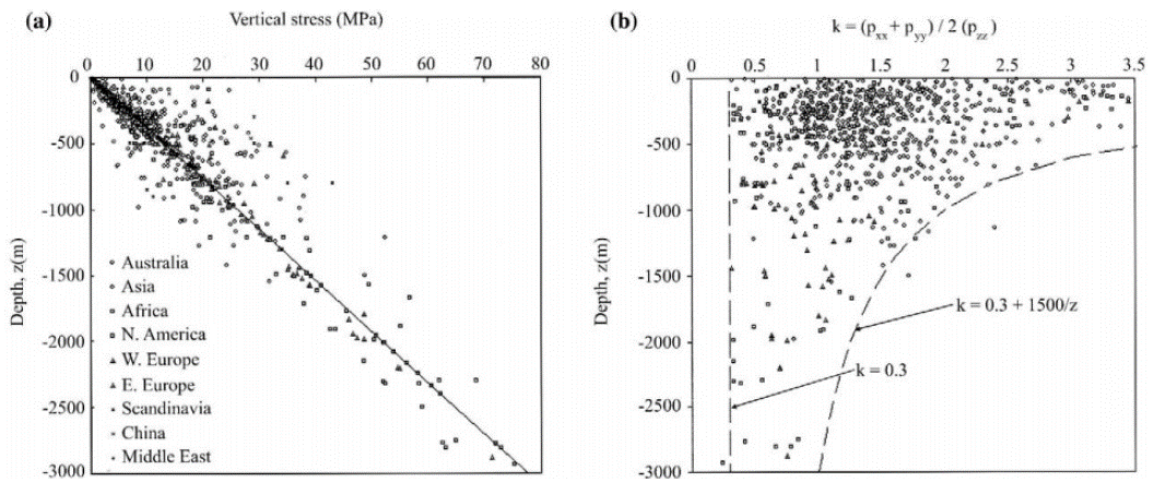 (a)
Vertical stress (MPa)
0 10 20 30 40 50 60 70 80
0
-500
-1000
-1500
-2000
-2500
-3000
Depth, z(m)
Australia
Asia
Africa
N. America
W. Europe
E. Europe
Scandinavia
China
Middle East
(b)
k = (pxx + pyy) / 2 (pzz)
0 0.5 1 1.5 2 2.5 3 3.5
0
-500
-1000
-1500
-2000
-2500
-3000
Depth, z(m)
k = 0.3 + 1500/z
k = 0.3